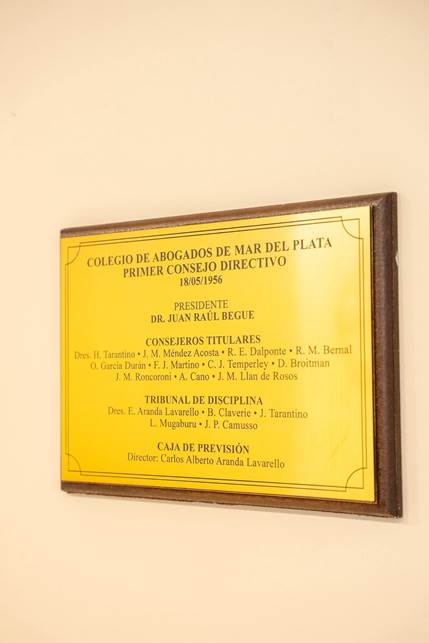 COLEGIO DE ABOGADOS DE MAR DEL PLATA
PRIMER CONSEJO DIRECTIVO
18/05/1956
PRESIDENTE
DR. JUAN RAÚL BEGUE
CONSEJEROS TITULARES
Dres. H. Tarantino • J. M. Méndez Acosta • R. E. Dalponte • R. M. Bernal
O. García Durán • F. J. Martino • C. J. Temperley • D. Broitman
J. M. Roncoroni • A. Cano • J. M. Llan de Rosos
TRIBUNAL DE DISCIPLINA
Dres. E. Aranda Lavarello • B. Claverie • J. Tarantino
L. Mugaburu • J. P. Camusso
CAJA DE PREVISIÓN
Director: Carlos Alberto Aranda Lavarello